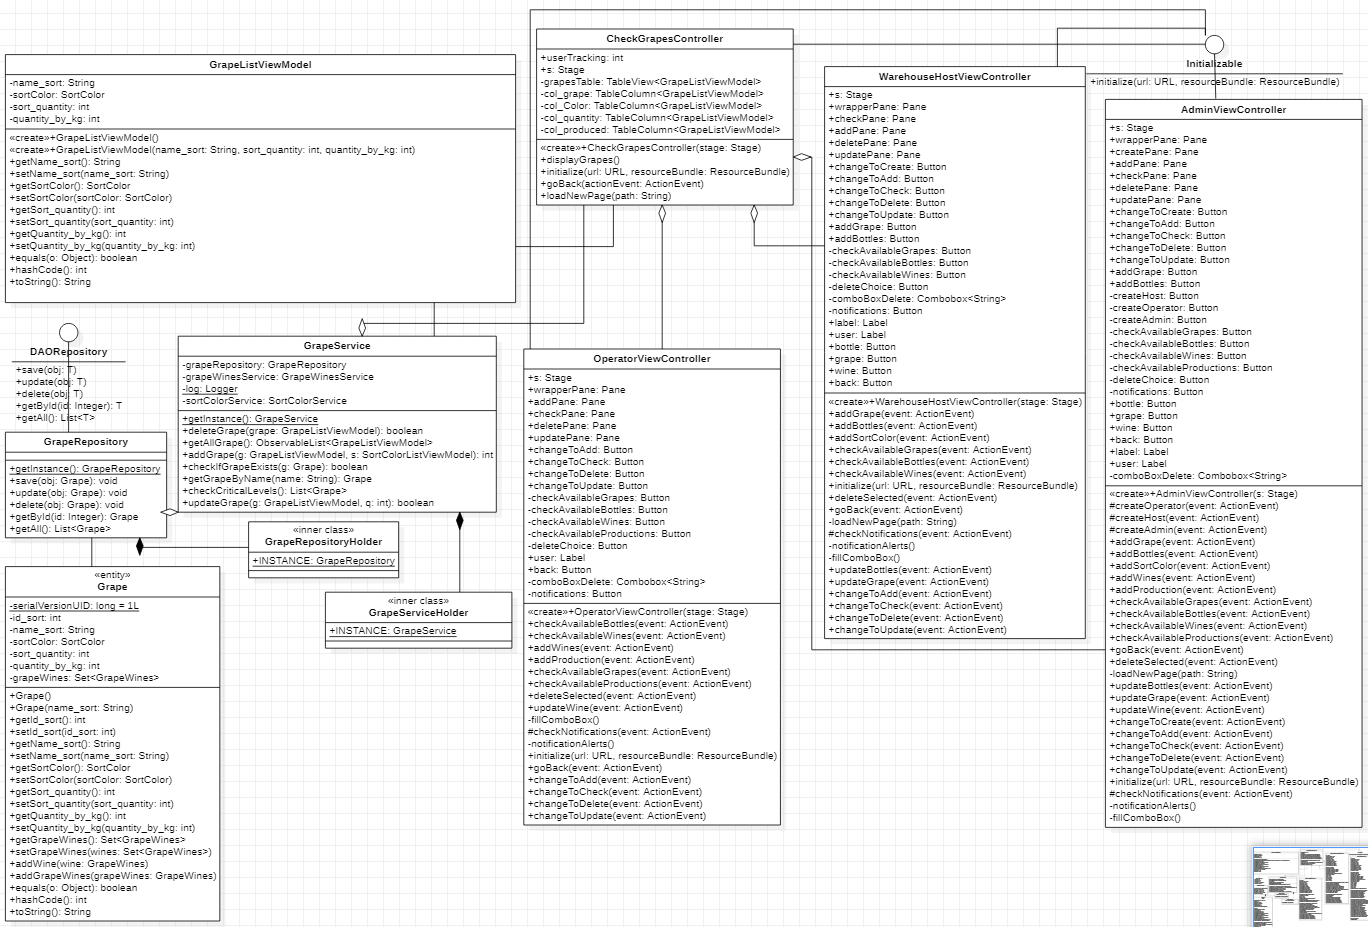 GrapeListViewModel
-name_sort: String
-sortColor: SortColor
-sort_quantity: int
-quantity_by_kg: int
«create»+GrapeListViewModel()
«create»+GrapeListViewModel(name_sort: String, sort_quantity: int, quantity_by_kg: int)
+getName_sort(): String
+setName_sort(name_sort: String)
+getSortColor(): SortColor
+setSortColor(sortColor: SortColor)
+getSort_quantity(): int
+setSort_quantity(sort_quantity: int)
+getQuantity_by_kg(): int
+setQuantity_by_kg(quantity_by_kg: int)
+equals(o: Object): boolean
+hashCode(): int
+toString(): String
CheckGrapesController
+userTracking: int
+s: Stage
-grapesTable: TableView<GrapeListViewModel>
-col_grape: TableColumn<GrapeListViewModel>
-col_Color: TableColumn<GrapeListViewModel>
-col_quantity: TableColumn<GrapeListViewModel>
-col_produced: TableColumn<GrapeListViewModel>
«create»+CheckGrapesController(stage: Stage)
+displayGrapes()
+initialize(url: URL, resourceBundle: ResourceBundle)
+goBack(actionEvent: ActionEvent)
+loadNewPage(path: String)
Initializable
+initialize(url: URL, resourceBundle: ResourceBundle)
WarehouseHostViewController
+s: Stage
+wrapperPane: Pane
+checkPane: Pane
+addPane: Pane
+deletePane: Pane
+updatePane: Pane
+changeToCreate: Button
+changeToAdd: Button
+changeToCheck: Button
+changeToDelete: Button
+changeToUpdate: Button
+addGrape: Button
+addBottles: Button
-checkAvailableGrapes: Button
-checkAvailableBottles: Button
-checkAvailableWines: Button
-deleteChoice: Button
-comboBoxDelete: Combobox<String>
-notifications: Button
+label: Label
+user: Label
+bottle: Button
+grape: Button
+wine: Button
+back: Button
«create»+WarehouseHostViewController(stage: Stage)
+addGrape(event: ActionEvent)
+addBottles(event: ActionEvent)
+addSortColor(event: ActionEvent)
+checkAvailableGrapes(event: ActionEvent)
+checkAvailableBottles(event: ActionEvent)
+checkAvailableWines(event: ActionEvent)
+initialize(url: URL, resourceBundle: ResourceBundle)
+deleteSelected(event: ActionEvent)
+goBack(event: ActionEvent)
-loadNewPage(path: String)
#checkNotifications(event: ActionEvent)
-notificationAlerts()
-fillComboBox()
+updateBottles(event: ActionEvent)
+updateGrape(event: ActionEvent)
+changeToAdd(event: ActionEvent)
+changeToCheck(event: ActionEvent)
+changeToDelete(event: ActionEvent)
+changeToUpdate(event: ActionEvent)
AdminViewController
+s: Stage
+wrapperPane: Pane
+createPane: Pane
+addPane: Pane
+checkPane: Pane
+deletePane: Pane
+updatePane: Pane
+changeToCreate: Button
+changeToAdd: Button
+changeToCheck: Button
+changeToDelete: Button
+changeToUpdate: Button
+addGrape: Button
+addBottles: Button
-createHost: Button
-createOperator: Button
-createAdmin: Button
-checkAvailableGrapes: Button
-checkAvailableBottles: Button
-checkAvailableWines: Button
-checkAvailableProductions: Button
-deleteChoice: Button
-notifications: Button
+bottle: Button
+grape: Button
+wine: Button
+back: Button
+label: Label
+user: Label
-comboBoxDelete: Combobox<String>
«create»+AdminViewController(s: Stage)
#createOperator(event: ActionEvent)
#createHost(event: ActionEvent)
#createAdmin(event: ActionEvent)
+addGrape(event: ActionEvent)
+addBottles(event: ActionEvent)
+addSortColor(event: ActionEvent)
+addWines(event: ActionEvent)
+addProduction(event: ActionEvent)
+checkAvailableGrapes(event: ActionEvent)
+checkAvailableBottles(event: ActionEvent)
+checkAvailableWines(event: ActionEvent)
+checkAvailableProductions(event: ActionEvent)
+goBack(event: ActionEvent)
+deleteSelected(event: ActionEvent)
-loadNewPage(path: String)
+updateBottles(event: ActionEvent)
+updateGrape(event: ActionEvent)
+updateWine(event: ActionEvent)
+changeToCreate(event: ActionEvent)
+changeToAdd(event: ActionEvent)
+changeToCheck(event: ActionEvent)
+changeToDelete(event: ActionEvent)
+changeToUpdate(event: ActionEvent)
+initialize(url: URL, resourceBundle: ResourceBundle)
#checkNotifications(event: ActionEvent)
-notificationAlerts()
-fillComboBox()
DAORepository
+save(obj: T)
+update(obj: T)
+delete(obj: T)
+getById(id: Integer): T
+getAll(): List<T>
GrapeRepository
+getInstance(): GrapeRepository
+save(obj: Grape): void
+update(obj: Grape): void
+delete(obj: Grape): void
+getById(id: Integer): Grape
+getAll(): List<Grape>
GrapeService
-grapeRepository: GrapeRepository
-grapeWinesService: GrapeWinesService
-log: Logger
-sortColorService: SortColorService
+getInstance(): GrapeService
+deleteGrape(grape: GrapeListViewModel): boolean
+getAllGrape(): ObservableList<GrapeListViewModel>
+addGrape(g: GrapeListViewModel, s: SortColorListViewModel): int
+checkIfGrapeExists(g: Grape): boolean
+getGrapeByName(name: String): Grape
+checkCriticalLevels(): List<Grape>
+updateGrape(g: GrapeListViewModel, q: int): boolean
«inner class»
GrapeRepositoryHolder
+INSTANCE: GrapeRepository
«inner class»
GrapeServiceHolder
+INSTANCE: GrapeService
OperatorViewController
+s: Stage
+wrapperPane: Pane
+addPane: Pane
+checkPane: Pane
+deletePane: Pane
+updatePane: Pane
+changeToAdd: Button
+changeToCheck: Button
+changeToDelete: Button
+changeToUpdate: Button
-checkAvailableGrapes: Button
-checkAvailableBottles: Button
-checkAvailableWines: Button
-checkAvailableProductions: Button
-deleteChoice: Button
+user: Label
+back: Button
-comboBoxDelete: Combobox<String>
-notifications: Button
«create»+OperatorViewController(stage: Stage)
+checkAvailableBottles(event: ActionEvent)
+checkAvailableWines(event: ActionEvent)
+addWines(event: ActionEvent)
+addProduction(event: ActionEvent)
+checkAvailableGrapes(event: ActionEvent)
+checkAvailableProductions(event: ActionEvent)
+deleteSelected(event: ActionEvent)
+updateWine(event: ActionEvent)
-fillComboBox()
#checkNotifications(event: ActionEvent)
-notificationAlerts()
+initialize(url: URL, resourceBundle: ResourceBundle)
+goBack(event: ActionEvent)
+changeToAdd(event: ActionEvent)
+changeToCheck(event: ActionEvent)
+changeToDelete(event: ActionEvent)
+changeToUpdate(event: ActionEvent)
«entity»
Grape
-serialVersionUID: long = 1L
-id_sort: int
-name_sort: String
-sortColor: SortColor
-sort_quantity: int
-quantity_by_kg: int
-grapeWines: Set<GrapeWines>
+Grape()
+Grape(name_sort: String)
+getId_sort(): int
+setId_sort(id_sort: int)
+getName_sort(): String
+setName_sort(name_sort: String)
+getSortColor(): SortColor
+setSortColor(sortColor: SortColor)
+getSort_quantity(): int
+setSort_quantity(sort_quantity: int)
+getQuantity_by_kg(): int
+setQuantity_by_kg(quantity_by_kg: int)
+getGrapeWines(): Set<GrapeWines>
+setGrapeWines(wines: Set<GrapeWines>)
+addWine(wine: GrapeWines)
+addGrapeWines(grapeWines: GrapeWines)
+equals(o: Object): boolean
+hashCode(): int
+toString(): String